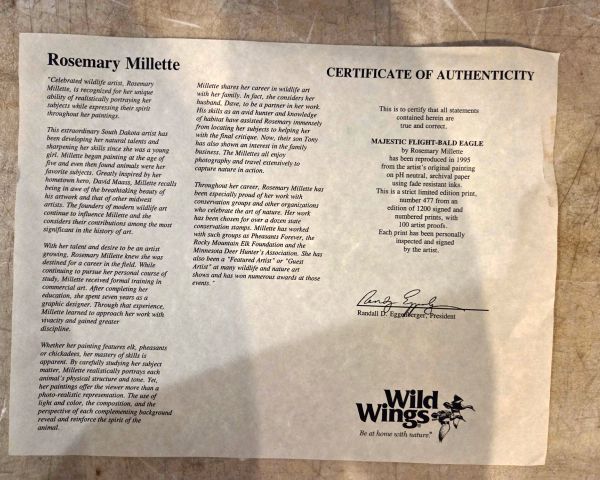 Rosemary Millette
"Celebrated wildlife artist, Rosemary
Millette, is recognized for her unique
ability of realistically portraying her
subjects while expressing their spirit
throughout her paintings.
This extraordinary South Dakota artist has
been developing her natural talents and
sharpening her skills since she was a young
girl. Millette began painting at the age of
five and even then found animals were her
favorite subjects. Greatly inspired by her
hometown hero, David Maass, Millette recalls
being in awe of the breathtaking beauty of
his artwork and that of other midwest
artists. The founders of modern wildlife art
continue to influence Millette and she
considers their contributions among the most
significant in the history of art.
With her talent and desire to be an artist
growing, Rosemary Millette knew she was
destined for a career in the field. While
continuing to pursue her personal course of
study, Millette received formal training in
commercial art. After completing her
education, she spent seven years as a
graphic designer. Through that experience,
Millette learned to approach her work with
vivacity and gained greater
discipline.
Whether her painting features elk, pheasants
or chickadees, her mastery of skills is
apparent. By carefully studying her subject
matter, Millette realistically portrays each
animal's physical structure and tone. Yet,
her paintings offer the viewer more than a
photo-realistic representation. The use of
light and color, the composition, and the
perspective of each complementing background
reveal and reinforce the spirit of the
animal.
Millette shares her career in wildlife art
with her family. In fact, she considers her
husband, Dave, to be a partner in her work.
His skills as an avid hunter and knowledge
of habitat have assisted Rosemary immensely
from locating her subjects to helping her
with the final critique. Now, their son Tony
has also shown an interest in the family
business. The Millettes all enjoy
photography and travel extensively to
capture nature in action.
Throughout her career, Rosemary Millette has
been especially proud of her work with
conservation groups and other organizations
who celebrate the art of nature. Her work
has been chosen for over a dozen state
conservation stamps. Millette has worked
with such groups as Pheasants Forever, the
Rocky Mountain Elk Foundation and the
Minnesota Deer Hunter's Association. She has
also been a "Featured Artist" or "Guest
Artist" at many wildlife and nature art
shows and has won numerous awards at those
events."
CERTIFICATE OF AUTHENTICITY
This is to certify that all statements
contained herein are
true and correct.
MAJESTIC FLIGHT-BALD EAGLE
by Rosemary Millette
has been reproduced in 1995
from the artist's original painting
on pH neutral, archival paper
using fade resistant inks.
This is a strict limited edition print,
number 477 from an
edition of 1200 signed and
numbered prints, with
100 artist proofs.
Each print has been personally
inspected and signed
by the artist.
Randall D. Eggenberger, President
Wild
Wings
Be at home with nature.